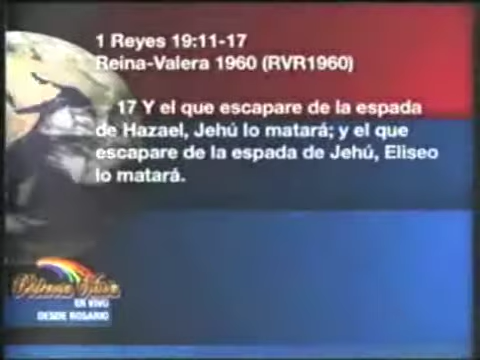 1 Reyes 19:11-17
Reina-Valera 1960 (RVR1960)
17 Y el que escapare de la espada
de Hazael, Jehú lo matará; y el que
escapare de la espada de Jehú, Eliseo
lo matará.
EN VIVO
DESDE ROSARIO